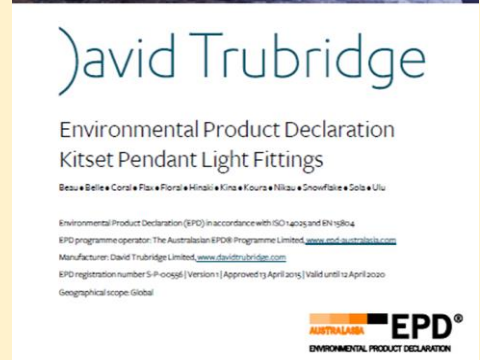 David Trubridge
Environmental Product Declaration
Kitset Pendant Light Fittings
Beau • Belle • Coral • Flax • Floral • Hinaki • Kina • Koura • Nikau • Snowflake • Sola • Ulu
Environmental Product Declaration (EPD) in accordance with ISO 14025 and EN 15804
EPD programme operator: The Australasian EPD® Programme Limited, www.epd-australasia.com
Manufacturer: David Trubridge Limited, www.davidtrubridge.com
EPD registration number S-P-00556 | Version 1 | Approved 13 April 2015 | Valid until 12 April 2020
Geographical scope: Global
AUSTRALASIA EPD®
ENVIRONMENTAL PRODUCT DECLARATION